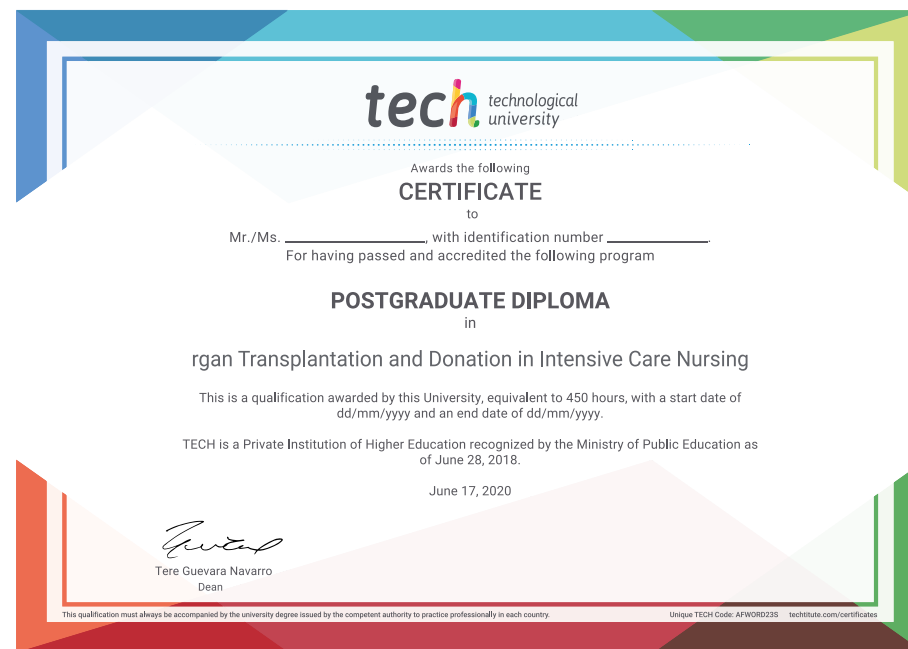 tech technological
university
Awards the following
CERTIFICATE
to
Mr./Ms. ____________________, with identification number ______________.
For having passed and accredited the following program
POSTGRADUATE DIPLOMA
in
rgan Transplantation and Donation in Intensive Care Nursing
This is a qualification awarded by this University, equivalent to 450 hours, with a start date of
dd/mm/yyyy and an end date of dd/mm/yyyy.
TECH is a Private Institution of Higher Education recognized by the Ministry of Public Education as
of June 28, 2018.
June 17, 2020
Tere Guevara Navarro
Dean
This qualification must always be accompanied by the university degree issued by the competent authority to practice professionally in each country. Unique TECH Code: AFWORD23S techtitute.com/certificates